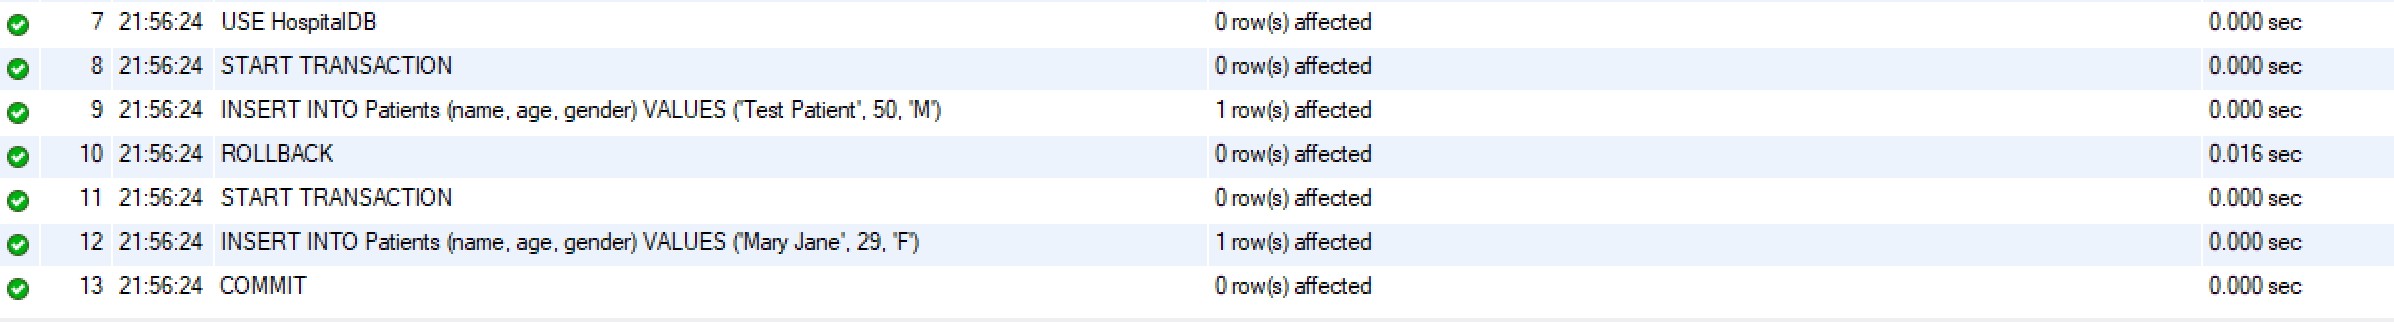 7 21:56:24 USE HospitalDB 0 row(s) affected 0.000 sec
8 21:56:24 START TRANSACTION 0 row(s) affected 0.000 sec
9 21:56:24 INSERT INTO Patients (name, age, gender) VALUES ('Test Patient', 50, 'M') 1 row(s) affected 0.000 sec
10 21:56:24 ROLLBACK 0 row(s) affected 0.016 sec
11 21:56:24 START TRANSACTION 0 row(s) affected 0.000 sec
12 21:56:24 INSERT INTO Patients (name, age, gender) VALUES ('Mary Jane', 29, 'F') 1 row(s) affected 0.000 sec
13 21:56:24 COMMIT 0 row(s) affected 0.000 sec